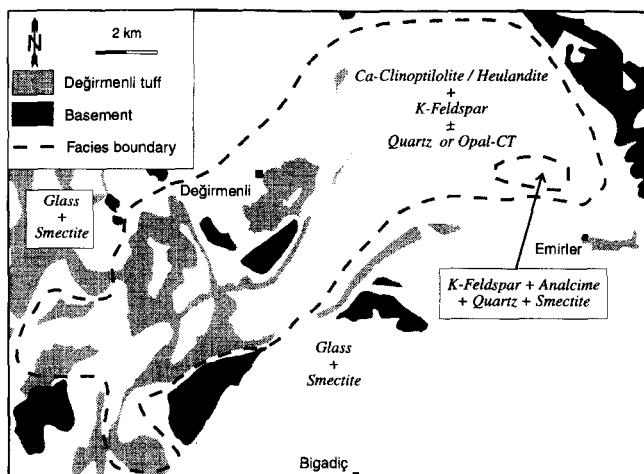 N
2 km
Değirmenli tuff
Basement
Facies boundary
Ca-Clinoptilolite / Heulandite
+
K-Feldspar
±
Quartz or Opal-CT
Glass
+
Smectite
Değirmenli
Emirler
K-Feldspar + Analcime
+ Quartz + Smectite
Glass
+
Smectite
Bigadiç